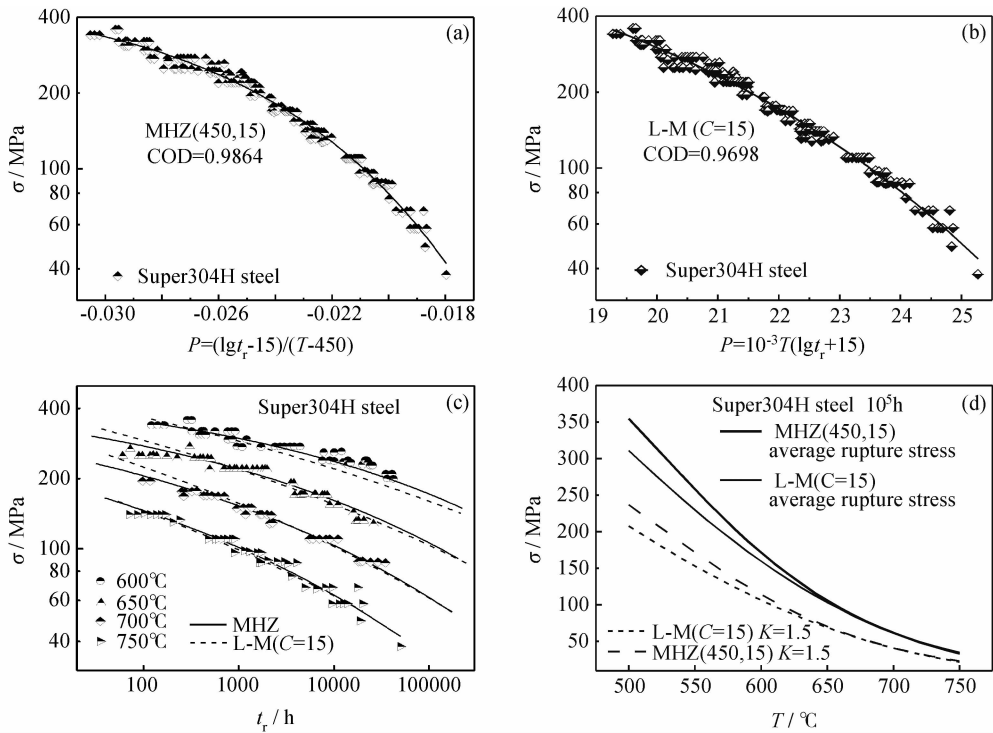 400
200
100
80
60
40
σ / MPa
(a)
MHZ(450,15)
COD=0.9864
Super304H steel
-0.030
-0.026
-0.022
-0.018
P=(lgtr-15)/(T-450)
400
200
100
80
60
40
σ / MPa
(b)
L-M (C=15)
COD=0.9698
Super304H steel
19
20
21
22
23
24
25
P=10-3T(lgtr+15)
400
200
100
80
60
40
σ / MPa
(c)
Super304H steel
600℃
650℃
700℃
750℃
MHZ
L-M(C=15)
100
1000
10000
100000
tr / h
400
350
300
250
200
150
100
50
σ / MPa
(d)
Super304H steel 10⁵h
MHZ(450,15)
average rupture stress
L-M(C=15)
average rupture stress
L-M(C=15) K=1.5
MHZ(450,15) K=1.5
500
550
600
650
700
750
T / ℃